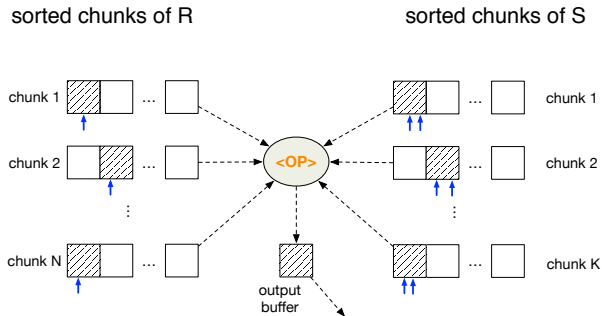 sorted chunks of R
sorted chunks of S
chunk 1
...
...
chunk 1
chunk 2
...
<OP>
...
chunk 2
...
...
chunk N
...
...
chunk K
output
buffer